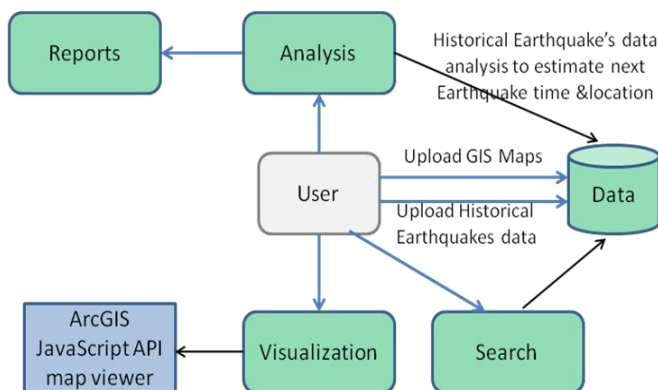 Reports
Analysis
Historical Earthquake's data
analysis to estimate next
Earthquake time &location
Upload GIS Maps
User
Data
Upload Historical
Earthquakes data
ArcGIS
JavaScript API
map viewer
Visualization
Search